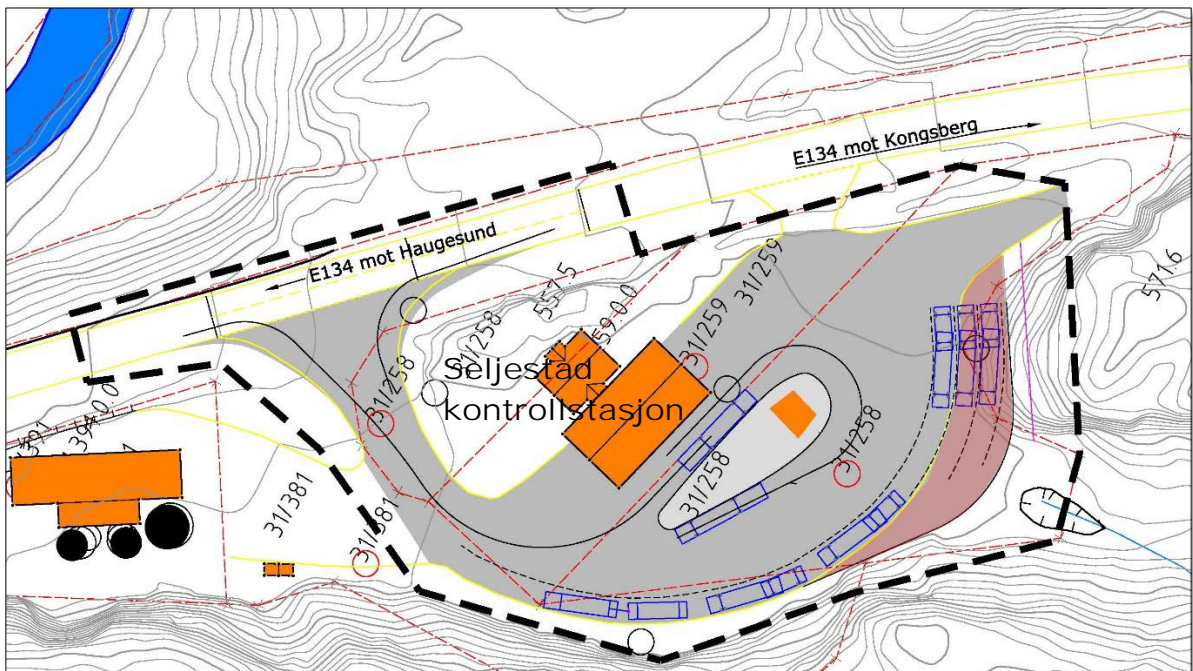 E134 mot Kongsberg
E134 mot Haugesund
557.5
31/259
571.6
31/258
31/259
Seljestad
kontrollstasjon
31/258
31/258
31/258
31/381
31/381